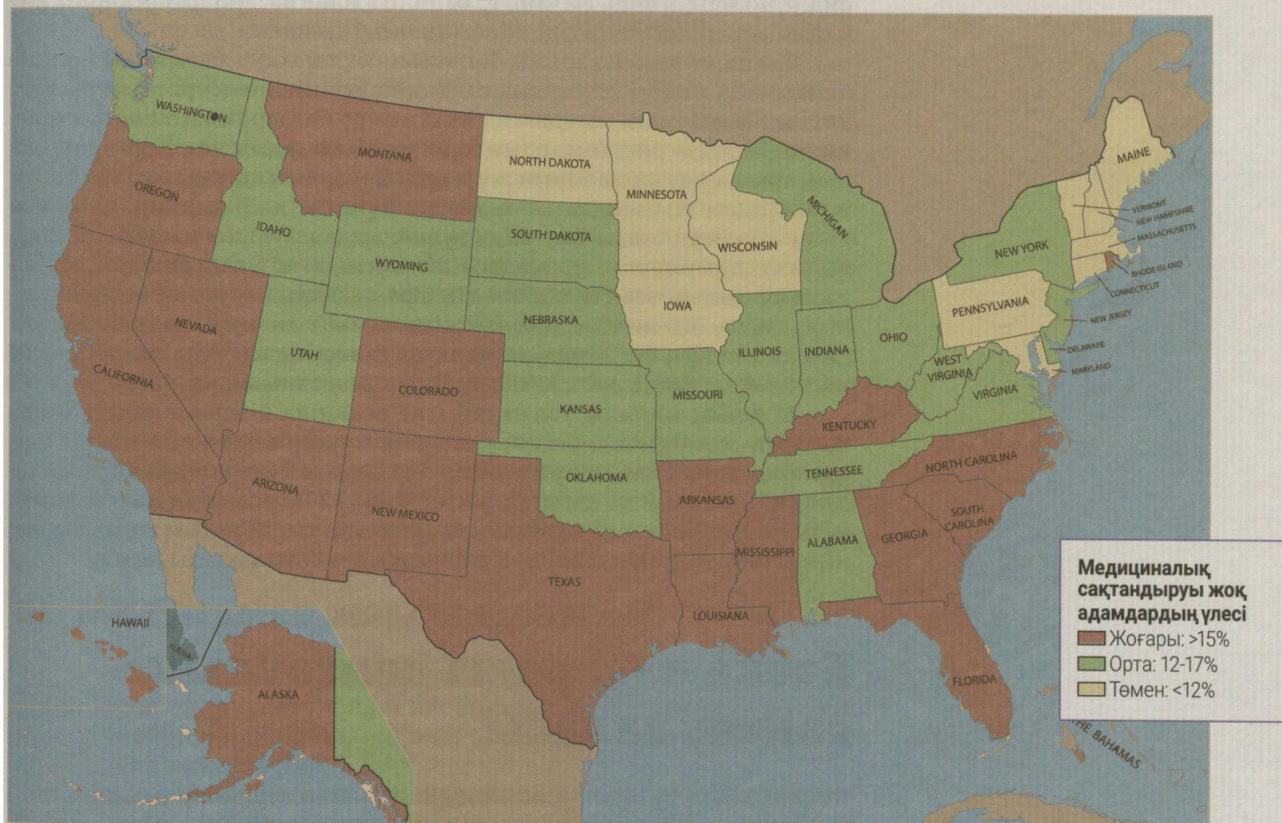 WASHINGTON
MONTANA
NORTH DAKOTA
MINNESOTA
MAINE
OREGON
IDAHO
SOUTH DAKOTA
WISCONSIN
MICHIGAN
VERMONT
NEW HAMPSHIRE
MASSACHUSETTS
NEW YORK
RHODE ISLAND
CONNECTICUT
WYOMING
IOWA
PENNSYLVANIA
NEW JERSEY
NEVADA
NEBRASKA
UTAH
ILLINOIS
INDIANA
OHIO
DELAWARE
MARYLAND
WEST
VIRGINIA
VIRGINIA
CALIFORNIA
COLORADO
KANSAS
MISSOURI
KENTUCKY
NORTH CAROLINA
TENNESSEE
ARIZONA
NEW MEXICO
OKLAHOMA
ARKANSAS
SOUTH
CAROLINA
MISSISSIPPI
ALABAMA
GEORGIA
TEXAS
LOUISIANA
FLORIDA
HAWAII
RUSSIA
ALASKA
THE BAHAMAS
Медициналық
сақтандыруы жоқ
адамдардың үлесі
Жоғары: >15%
Орта: 12-17%
Төмен: <12%